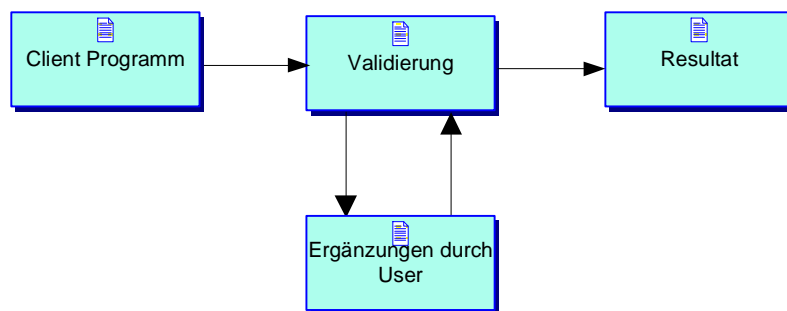 Client Programm
Validierung
Resultat
Ergänzungen durch
User